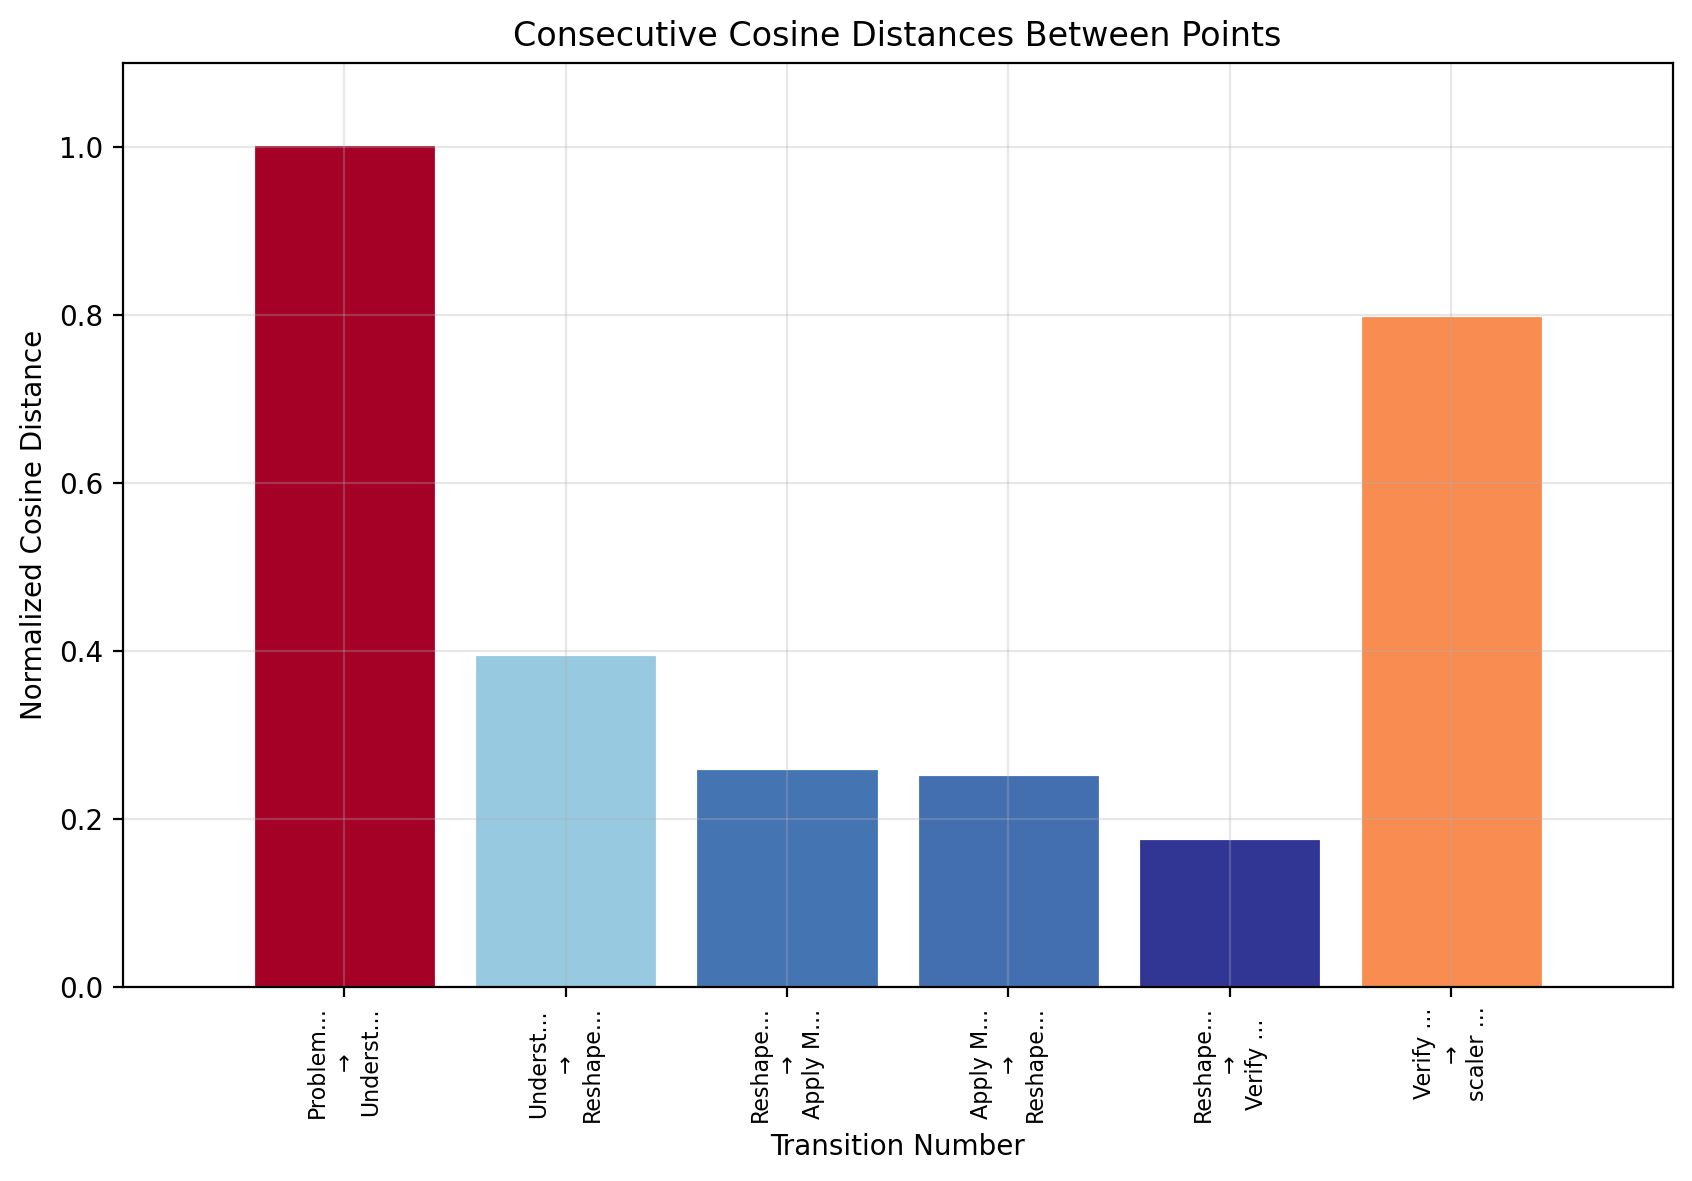 Consecutive Cosine Distances Between Points
Normalized Cosine Distance
1.0
0.8
0.6
0.4
0.2
0.0
Problem...
→
Underst...
Underst...
→
Reshape...
Reshape...
→
Apply M...
Apply M...
→
Reshape...
Reshape...
→
Verify ...
Verify ...
→
scaler ...
Transition Number